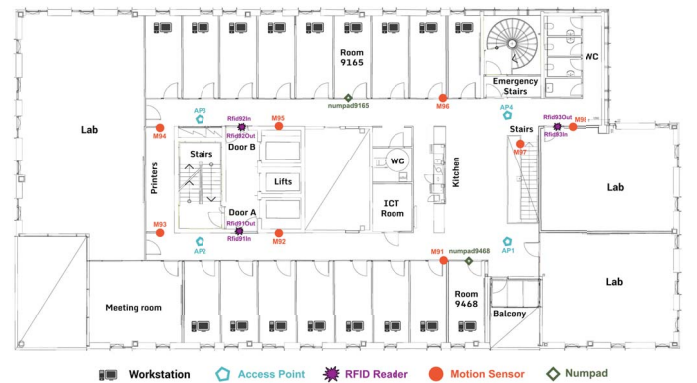 Room
9165
WC
Emergency
Stairs
numpad9165
M96
AP4
Rfid93Out
M9I
Rfid93In
Lab
AP3
Rfid92In
M95
Rfid92Out
M94
Door B
Stairs
M97
Stairs
Printers
Lifts
WC
Kitchen
Lab
ICT
Room
Door A
Rfid91Out
M93
Rfid91In
M92
AP2
AP1
numpad9468
M91
Lab
Room
9468
Meeting room
Balcony
Workstation
Access Point
RFID Reader
Motion Sensor
Numpad